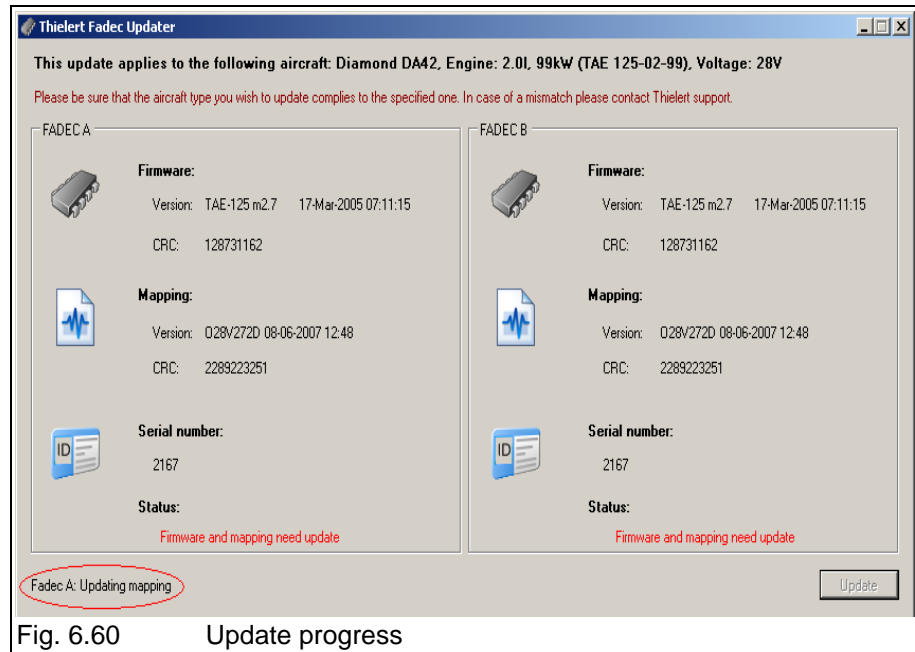 Thielert Fadec Updater
This update applies to the following aircraft: Diamond DA42, Engine: 2.0l, 99kW (TAE 125-02-99), Voltage: 28V
Please be sure that the aircraft type you wish to update complies to the specified one. In case of a mismatch please contact Thielert support.
FADEC A
Firmware:
Version: TAE-125 m2.7 17-Mar-2005 07:11:15
CRC: 128731162
Mapping:
Version: O28V272D 08-06-2007 12:48
CRC: 2289223251
ID
Serial number:
2167
Status:
Firmware and mapping need update
FADEC B
Firmware:
Version: TAE-125 m2.7 17-Mar-2005 07:11:15
CRC: 128731162
Mapping:
Version: O28V272D 08-06-2007 12:48
CRC: 2289223251
ID
Serial number:
2167
Status:
Firmware and mapping need update
Fadec A: Updating mapping
Update
Fig. 6.60 Update progress